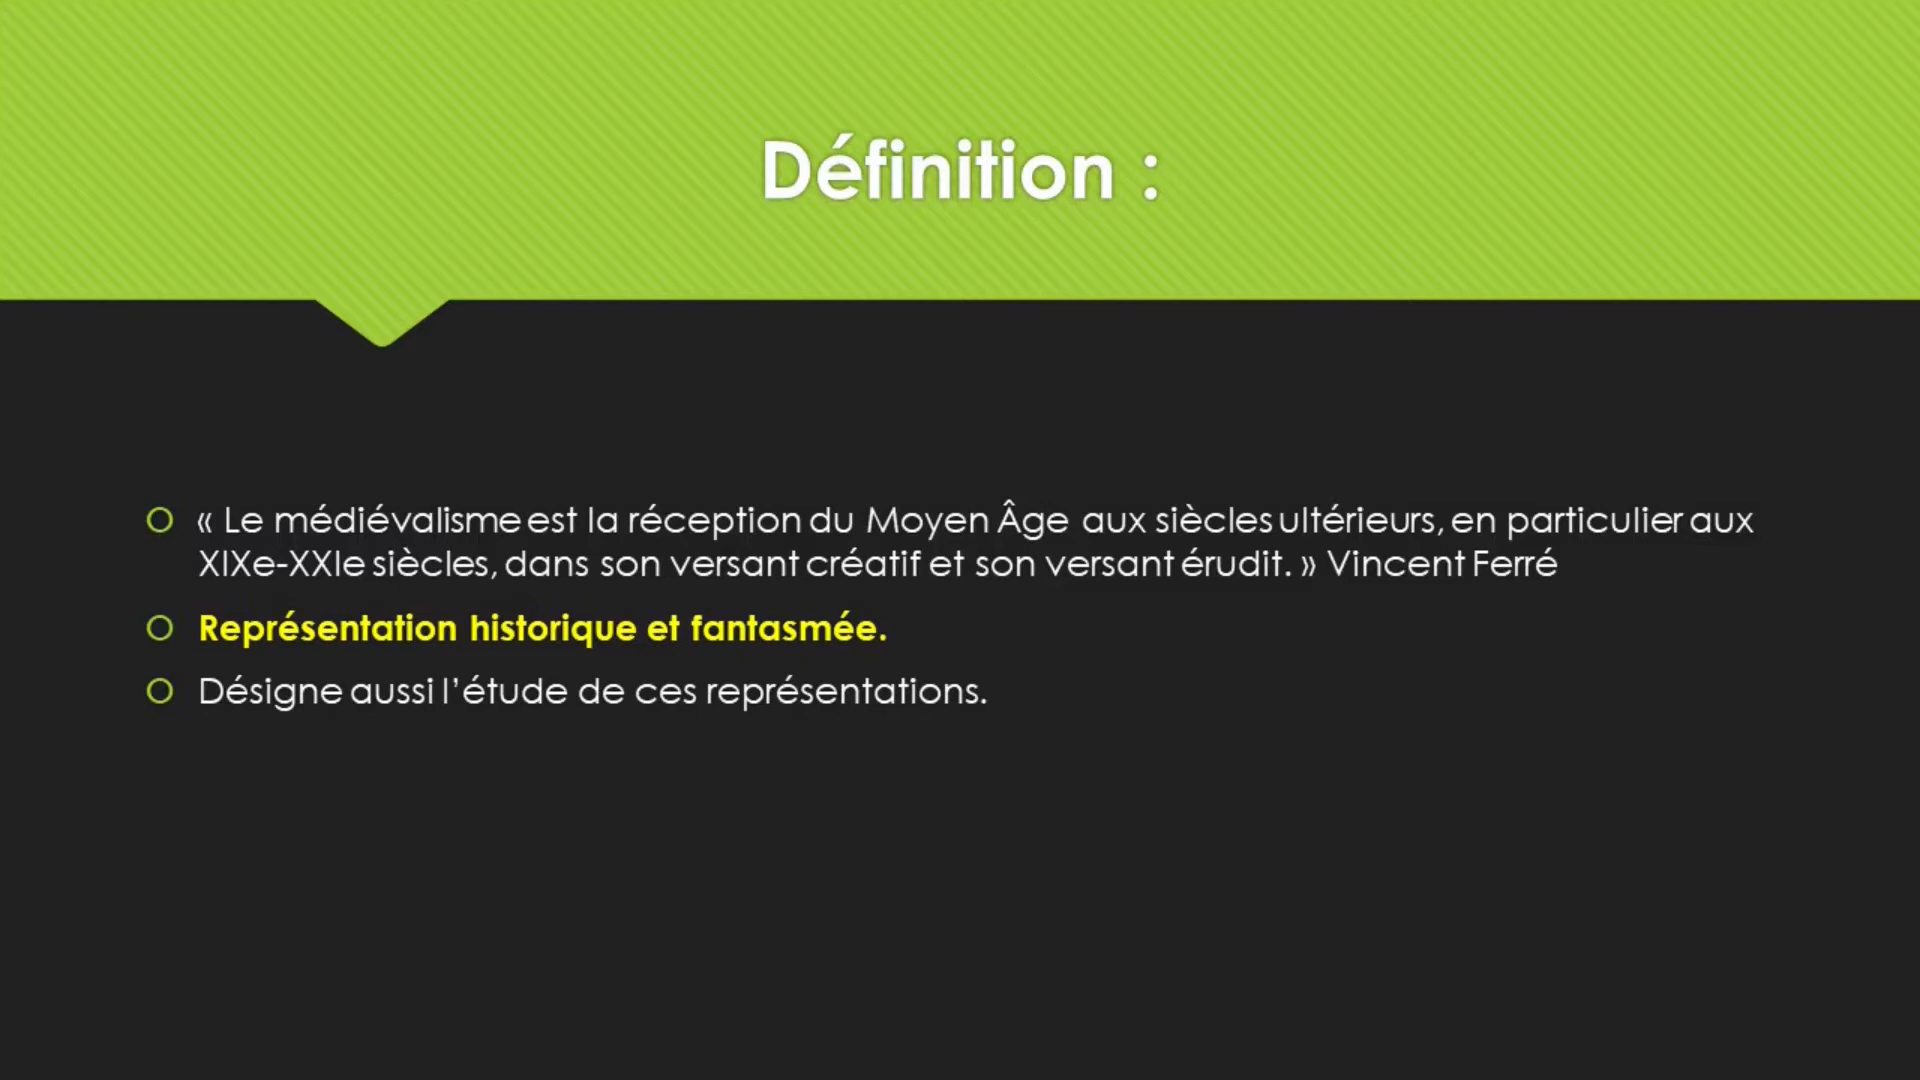 Définition :
« Le médiévalisme est la réception du Moyen Âge aux siècles ultérieurs, en particulier aux
XIXe-XXIe siècles, dans son versant créatif et son versant érudit. » Vincent Ferré
Représentation historique et fantasmée.
Désigne aussi l’étude de ces représentations.